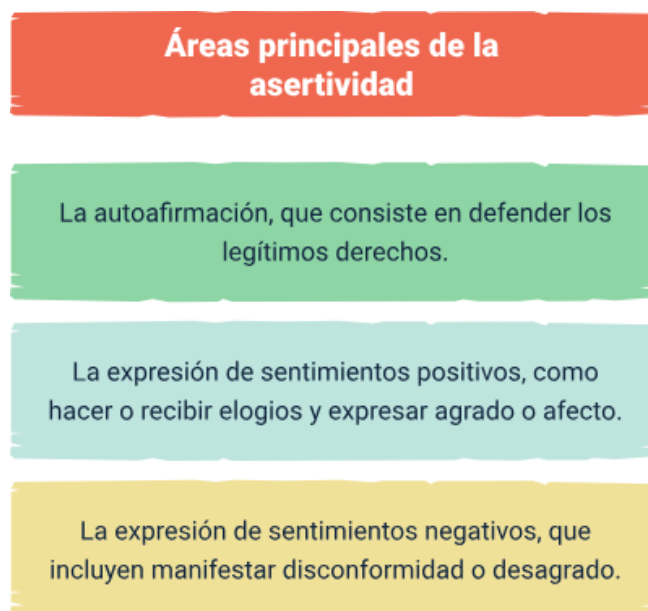 Áreas principales de la
asertividad
La autoafirmación, que consiste en defender los
legítimos derechos.
La expresión de sentimientos positivos, como
hacer o recibir elogios y expresar agrado o afecto.
La expresión de sentimientos negativos, que
incluyen manifestar disconformidad o desagrado.